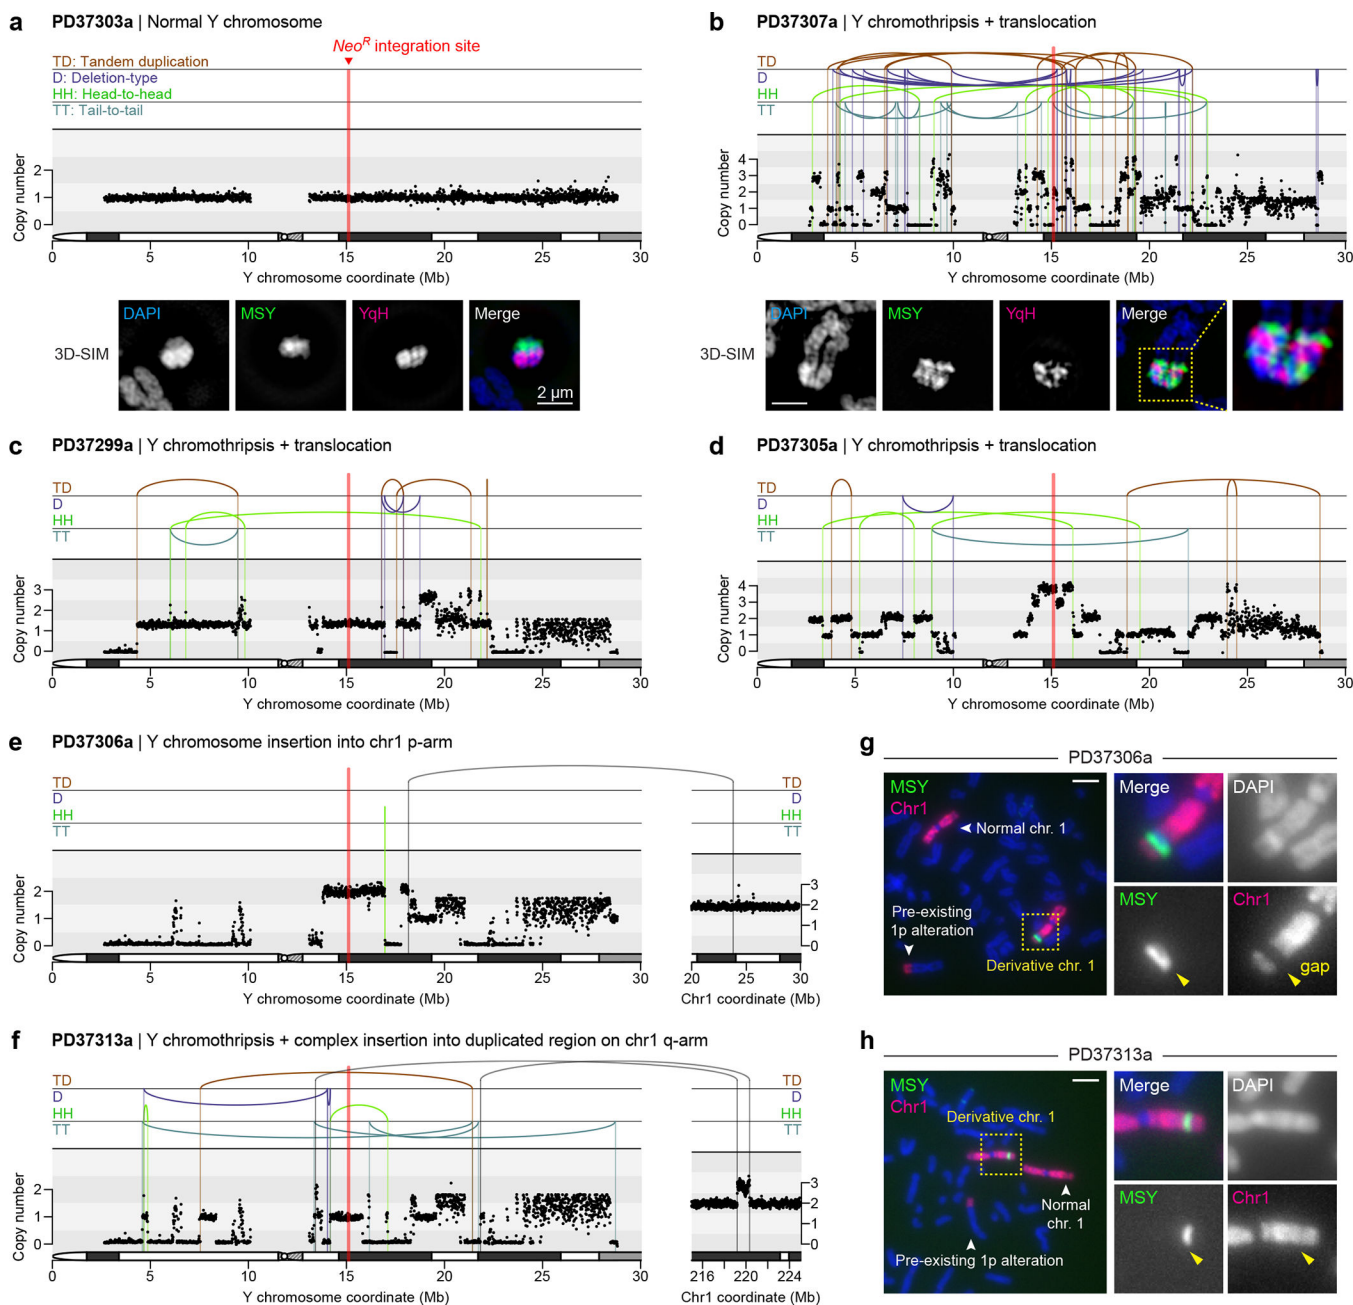 a PD37303a | Normal Y chromosome
Neo^R integration site
TD: Tandem duplication
D: Deletion-type
HH: Head-to-head
TT: Tail-to-tail
Copy number
2
1
0
0 5 10 15 20 25 30
Y chromosome coordinate (Mb)
3D-SIM
DAPI MSY YqH Merge
2 µm
b PD37307a | Y chromothripsis + translocation
TD
D
HH
TT
Copy number
4
3
2
1
0
0 5 10 15 20 25 30
Y chromosome coordinate (Mb)
3D-SIM
DAPI MSY YqH Merge
c PD37299a | Y chromothripsis + translocation
TD
D
HH
TT
Copy number
3
2
1
0
0 5 10 15 20 25 30
Y chromosome coordinate (Mb)
d PD37305a | Y chromothripsis + translocation
TD
D
HH
TT
Copy number
4
3
2
1
0
0 5 10 15 20 25 30
Y chromosome coordinate (Mb)
e PD37306a | Y chromosome insertion into chr1 p-arm
TD TD
D D
HH HH
TT TT
Copy number
2
1
0
3
2
1
0
0 5 10 15 20 25 30
Y chromosome coordinate (Mb)
20 25 30
Chr1 coordinate (Mb)
f PD37313a | Y chromothripsis + complex insertion into duplicated region on chr1 q-arm
TD TD
D D
HH HH
TT TT
Copy number
2
1
0
3
2
1
0
0 5 10 15 20 25 30
Y chromosome coordinate (Mb)
216 220 224
Chr1 coordinate (Mb)
g PD37306a
MSY
Chr1
Normal chr. 1
Pre-existing
1p alteration
Derivative chr. 1
Merge DAPI
MSY Chr1
gap
h PD37313a
MSY
Chr1
Derivative chr. 1
Normal
chr. 1
Pre-existing 1p alteration
Merge DAPI
MSY Chr1